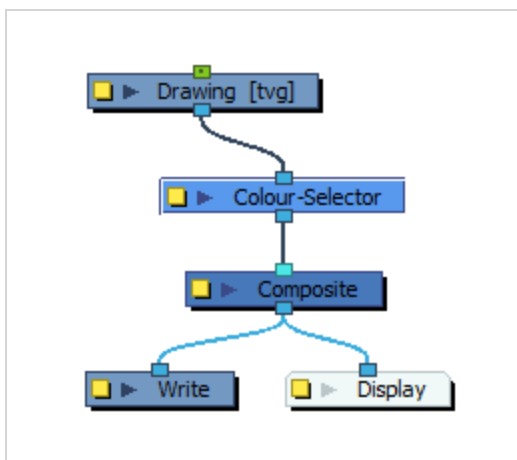 Drawing [tvg]
Colour-Selector
Composite
Write
Display